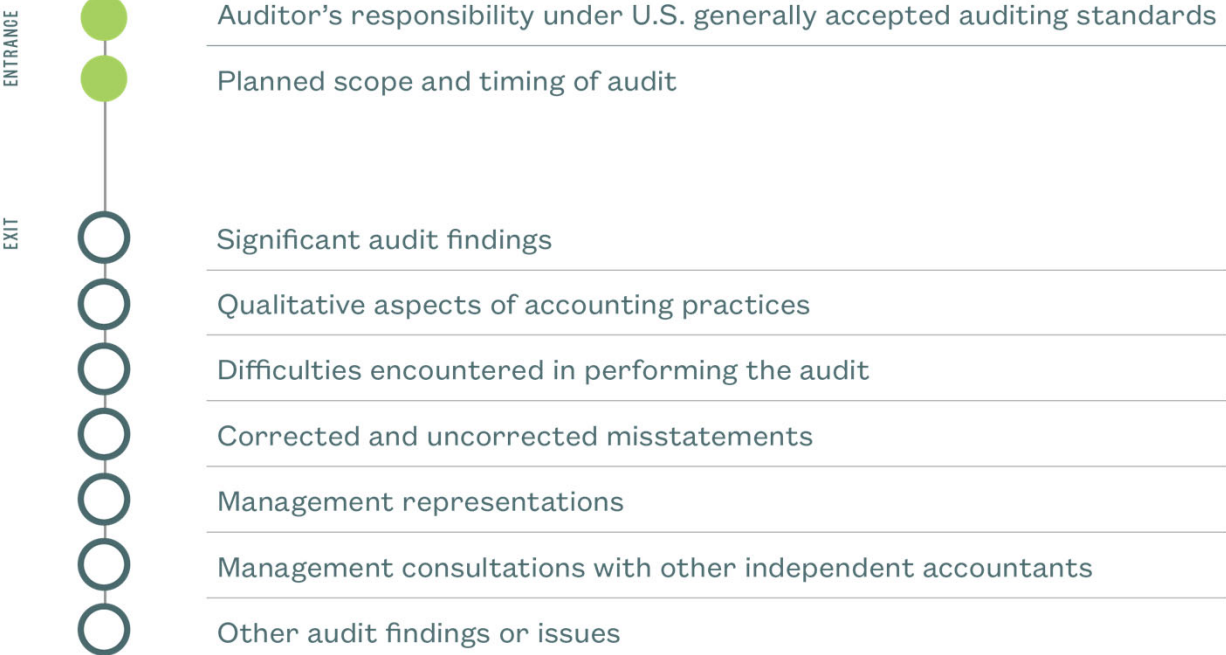 ENTRANCE
Auditor’s responsibility under U.S. generally accepted auditing standards
Planned scope and timing of audit
EXIT
Significant audit findings
Qualitative aspects of accounting practices
Difficulties encountered in performing the audit
Corrected and uncorrected misstatements
Management representations
Management consultations with other independent accountants
Other audit findings or issues